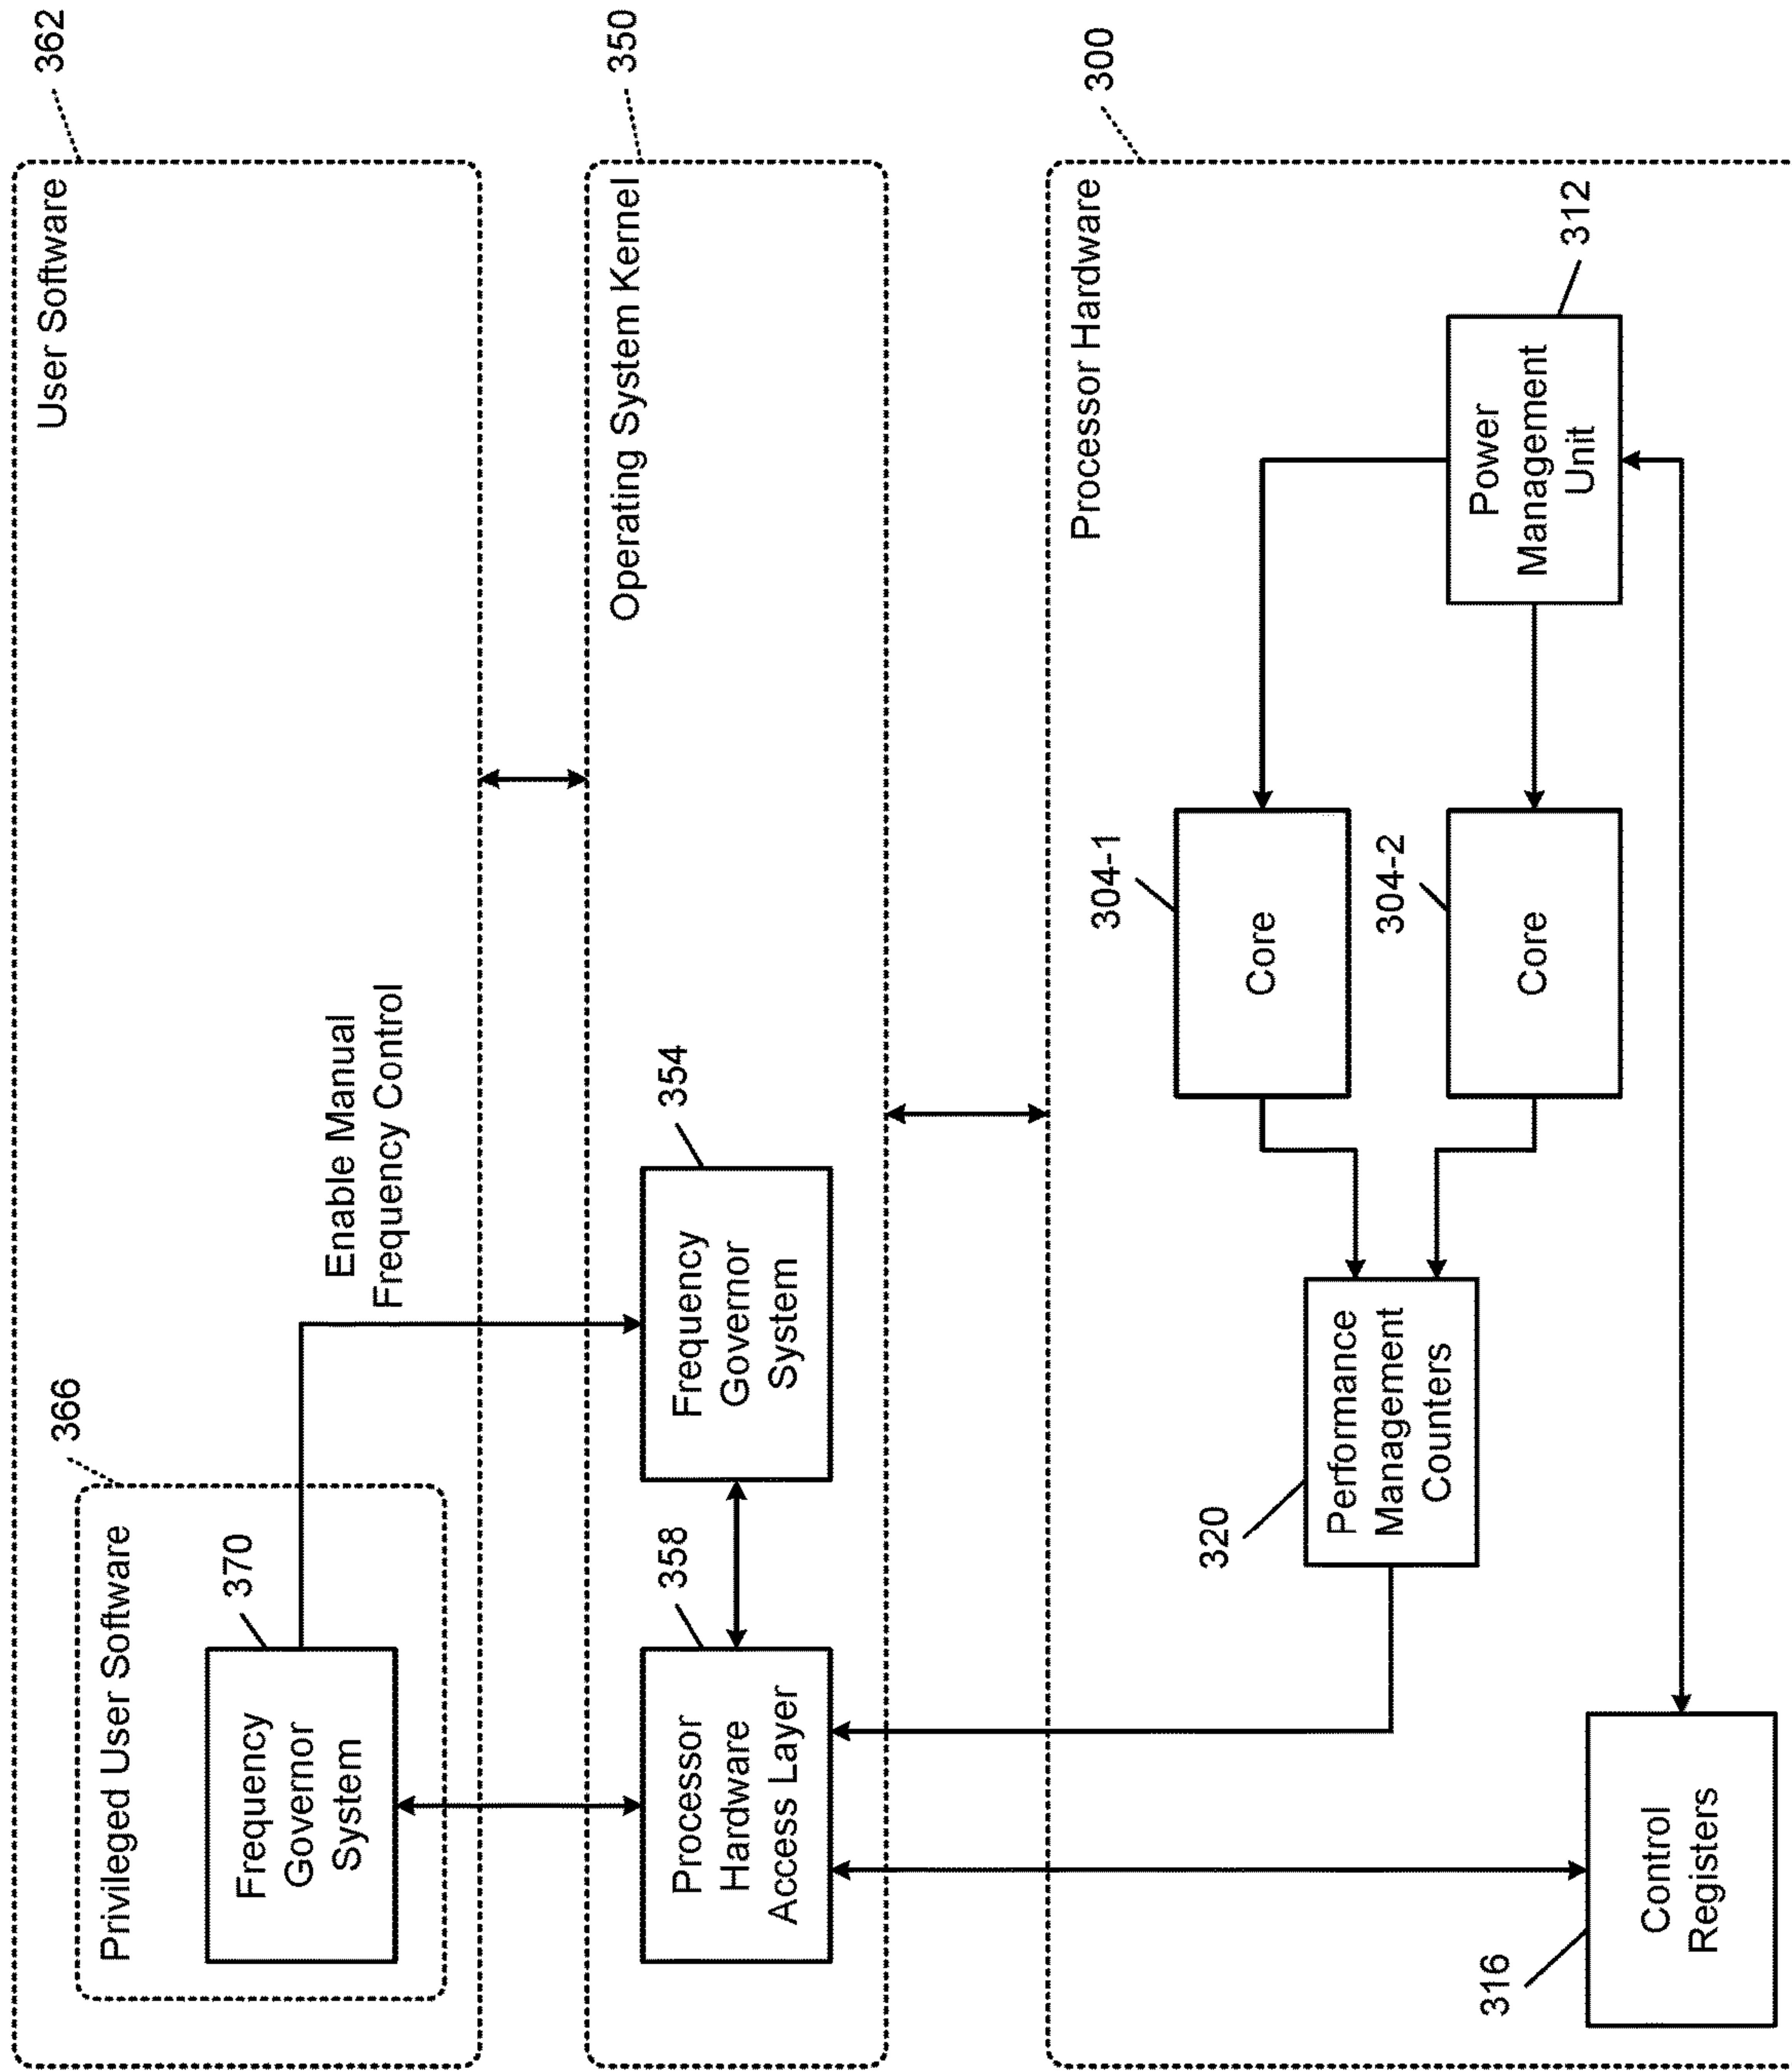 User Software
362
Privileged User Software
366
Frequency
Governor
System
370
Enable Manual
Frequency Control
Operating System Kernel
350
Processor
Hardware
Access Layer
358
Frequency
Governor
System
354
Processor Hardware
300
304-1
Core
304-2
Core
Performance
Management
Counters
320
Power
Management
Unit
312
Control
Registers
316